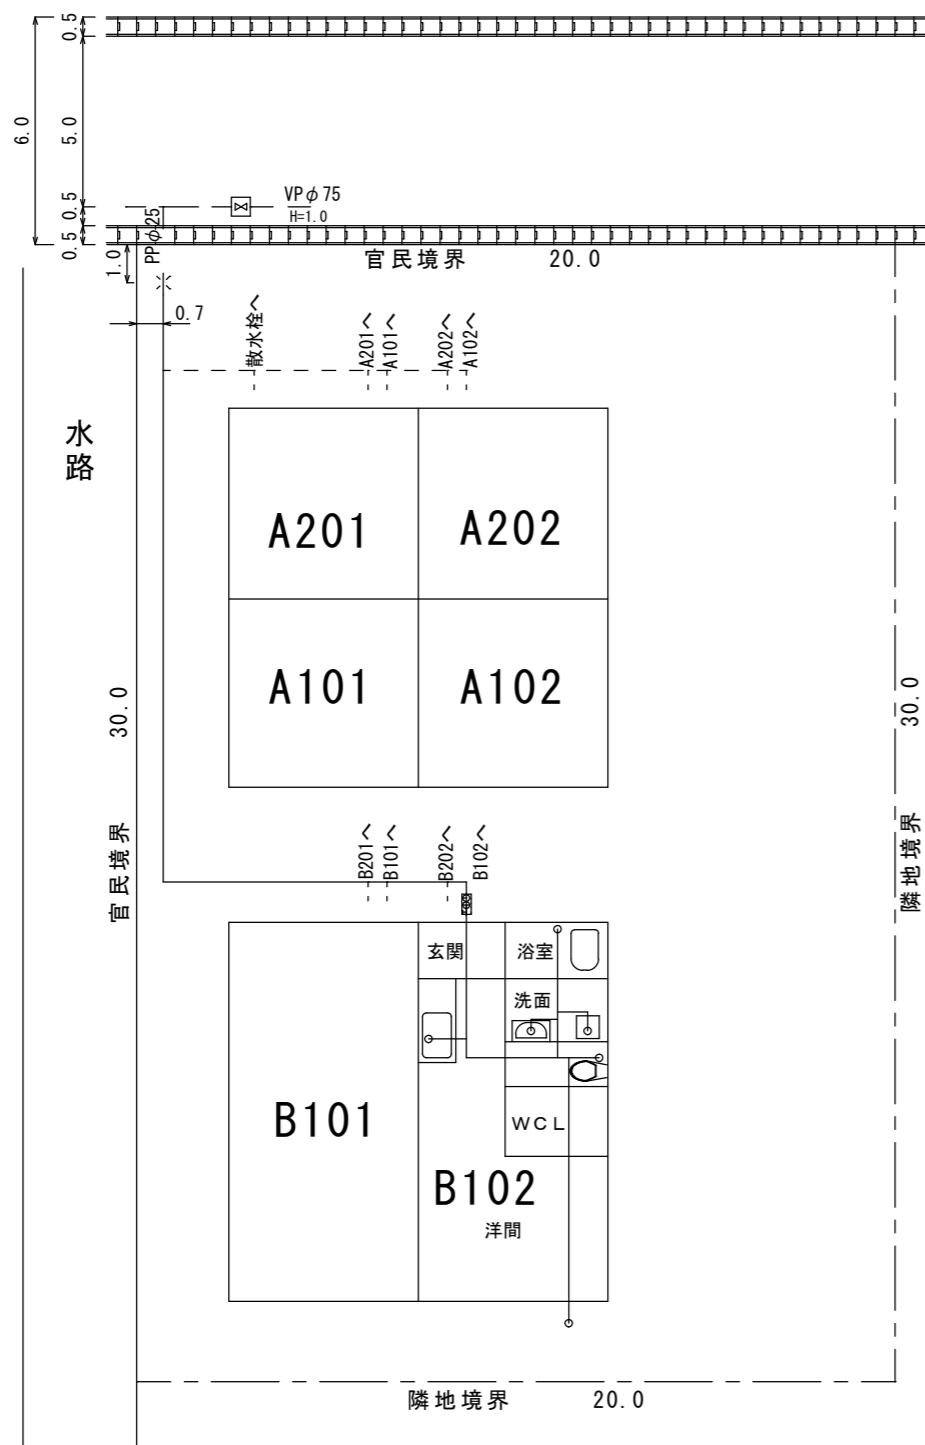 0.5
6.0
5.0
0.5
0.5
VPφ75
H=1.0
PPφ25
1.0
官民境界 20.0
0.7
散水栓へ
A201へ
A101へ
A202へ
A102へ
水路
A201
A202
A101
A102
30.0
官民境界
30.0
隣地境界
B201へ
B101へ
B202へ
B102へ
玄関
浴室
洗面
WCL
B101
B102
洋間
隣地境界 20.0